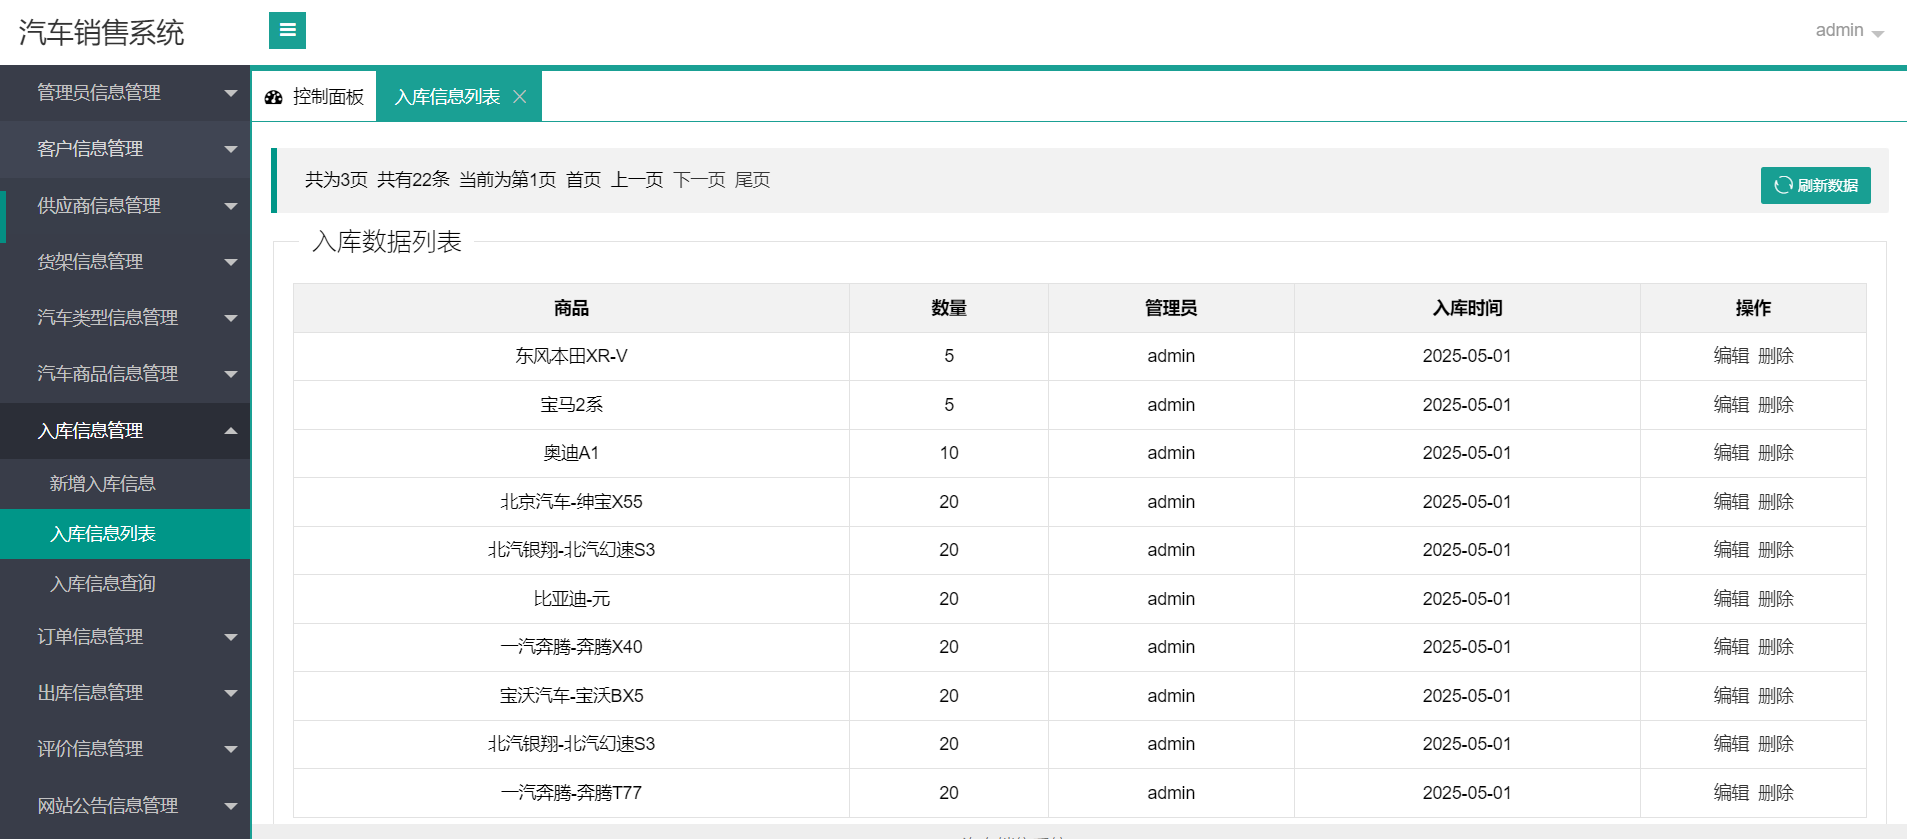 汽车销售系统
admin
管理员信息管理
客户信息管理
供应商信息管理
货架信息管理
汽车类型信息管理
汽车商品信息管理
入库信息管理
新增入库信息
入库信息列表
入库信息查询
订单信息管理
出库信息管理
评价信息管理
网站公告信息管理
控制面板 入库信息列表
共为3页 共有22条 当前为第1页 首页 上一页 下一页 尾页
刷新数据
入库数据列表
商品 数量 管理员 入库时间 操作
东风本田XR-V 5 admin 2025-05-01 编辑 删除
宝马2系 5 admin 2025-05-01 编辑 删除
奥迪A1 10 admin 2025-05-01 编辑 删除
北京汽车-绅宝X55 20 admin 2025-05-01 编辑 删除
北汽银翔-北汽幻速S3 20 admin 2025-05-01 编辑 删除
比亚迪-元 20 admin 2025-05-01 编辑 删除
一汽奔腾-奔腾X40 20 admin 2025-05-01 编辑 删除
宝沃汽车-宝沃BX5 20 admin 2025-05-01 编辑 删除
北汽银翔-北汽幻速S3 20 admin 2025-05-01 编辑 删除
一汽奔腾-奔腾T77 20 admin 2025-05-01 编辑 删除